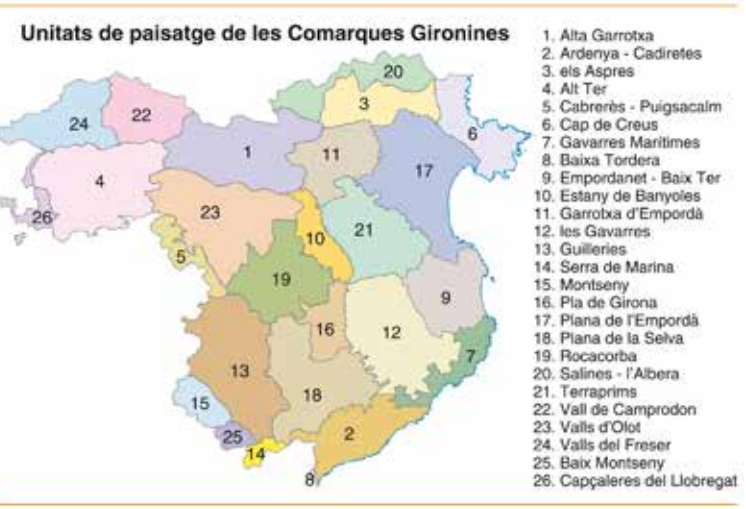 Unitats de paisatge de les Comarques Gironines
1. Alta Garrotxa
2. Ardenya - Cadiretes
3. els Aspres
4. Alt Ter
5. Cabrerès - Puigsacalm
6. Cap de Creus
7. Gavarres Marítimes
8. Baixa Tordera
9. Empordanet - Baix Ter
10. Estany de Banyoles
11. Garrotxa d'Empordà
12. les Gavarres
13. Guilleries
14. Serra de Marina
15. Montseny
16. Pla de Girona
17. Plana de l'Empordà
18. Plana de la Selva
19. Rocacorba
20. Salines - l'Albera
21. Terraprims
22. Vall de Camprodon
23. Valls d'Olot
24. Valls del Freser
25. Baix Montseny
26. Capçaleres del Llobregat
20
3
22
24
6
1
11
17
4
23
26
21
10
5
19
9
16
12
7
13
18
15
2
25
14
8